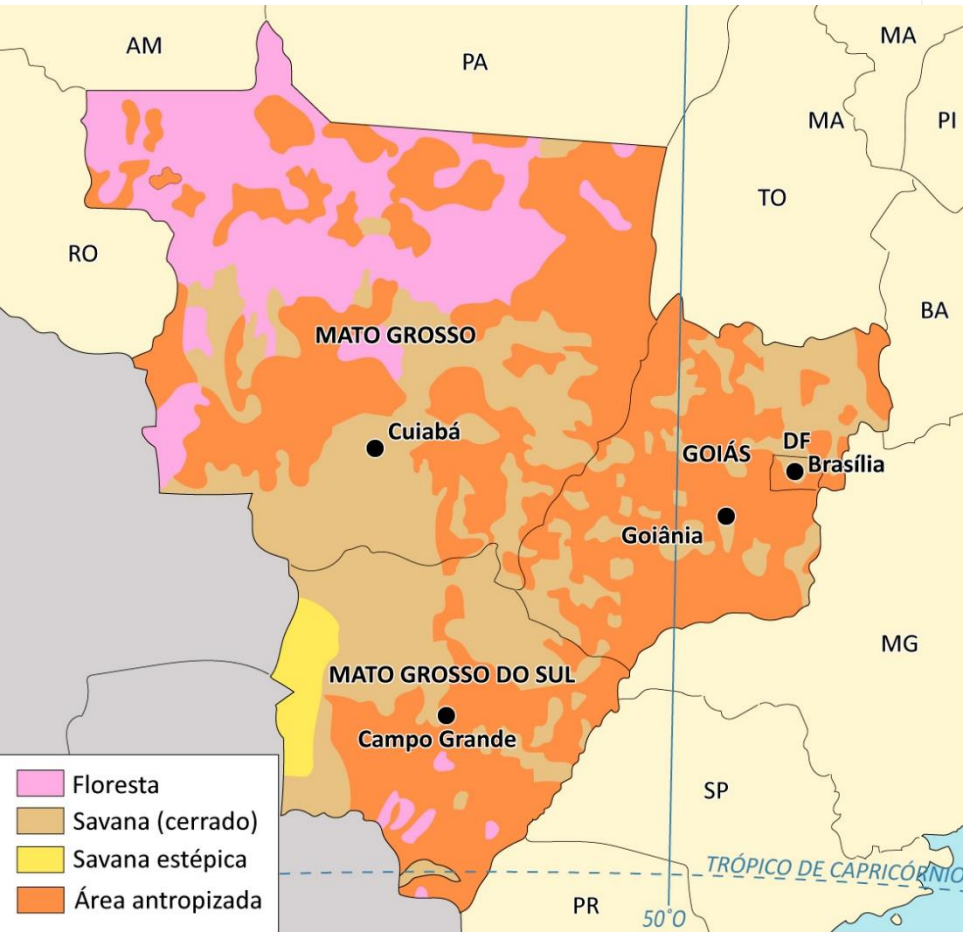 AM
PA
MA
MA
PI
TO
RO
BA
MATO GROSSO
Cuiabá
GOIÁS
DF
Brasília
Goiânia
MG
MATO GROSSO DO SUL
Campo Grande
Floresta
Savana (cerrado)
Savana estépica
Área antropizada
SP
TRÓPICO DE CAPRICÓRNIO
PR
50°O